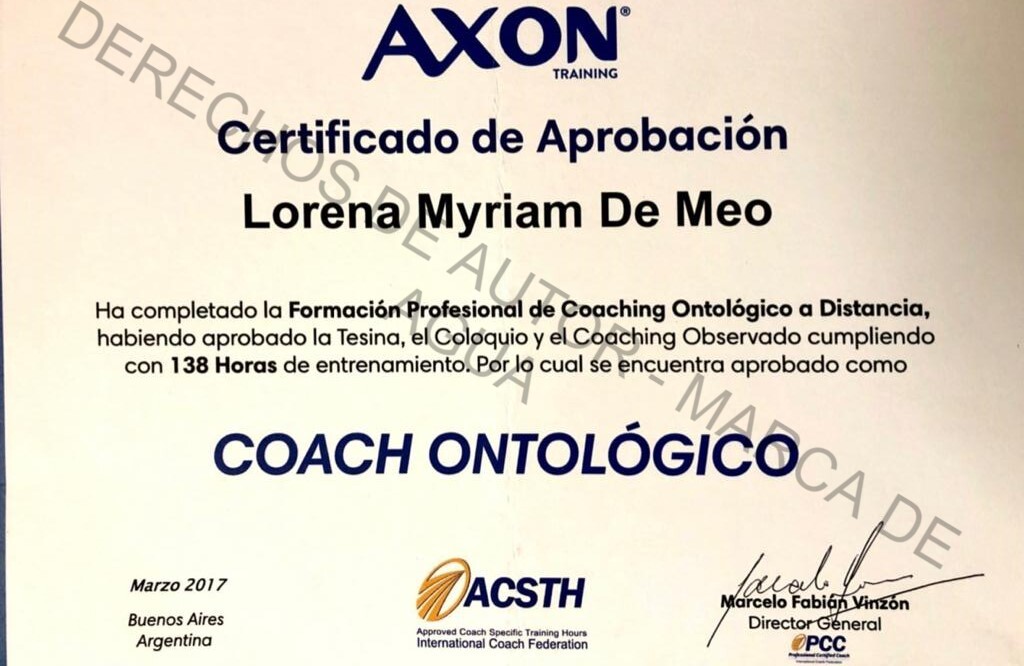 AXON®
TRAINING
Certificado de Aprobación
Lorena Myriam De Meo
Ha completado la Formación Profesional de Coaching Ontológico a Distancia,
habiendo aprobado la Tesina, el Coloquio y el Coaching Observado cumpliendo
con 138 Horas de entrenamiento. Por lo cual se encuentra aprobado como
COACH ONTOLÓGICO
Marzo 2017
Buenos Aires
Argentina
ACSTH
Approved Coach Specific Training Hours
International Coach Federation
Marcelo Fabián Vinzón
Director General
PCC
Professional Certified Coach
International Coach Federation
DERECHOS DE AUTOR - MARCA DE
AGUA